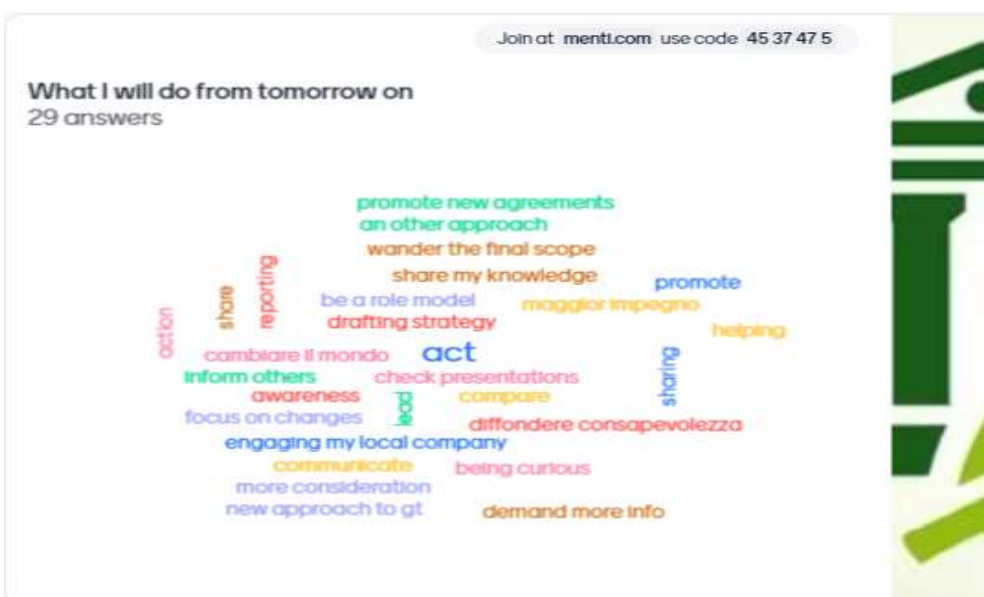 Join at menti.com use code 45 37 47 5
What I will do from tomorrow on
29 answers
promote new agreements
an other approach
wander the final scope
share my knowledge
promote
reporting
share
be a role model
maggior impegno
action
drafting strategy
helping
cambiare il mondo
act
sharing
inform others
check presentations
awareness
lead
compare
focus on changes
diffondere consapevolezza
engaging my local company
communicate
being curious
more consideration
new approach to gt
demand more info